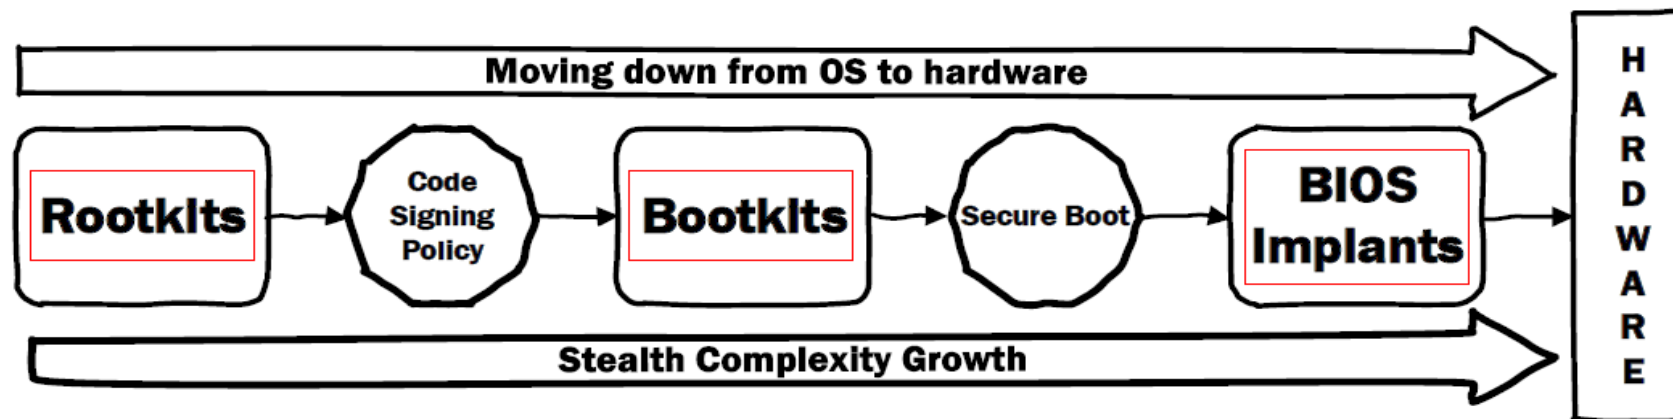 Moving down from OS to hardware
Rootkits
Code
Signing
Policy
Bootkits
Secure Boot
BIOS
Implants
Stealth Complexity Growth
H
A
R
D
W
A
R
E